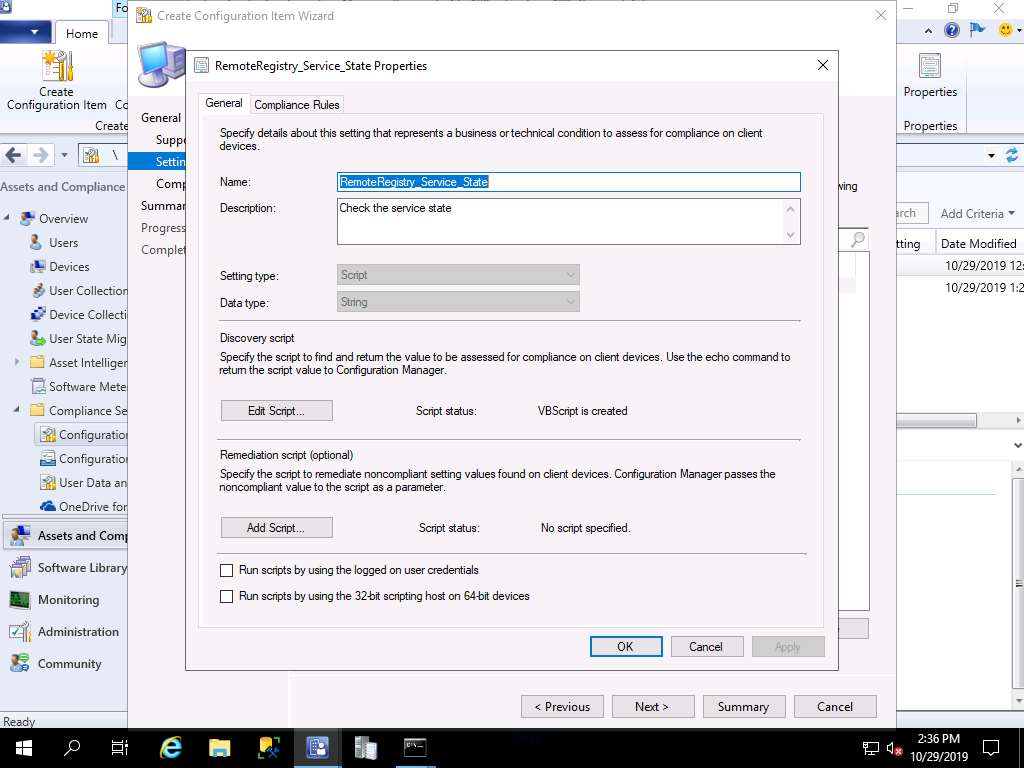 Fo
Create Configuration Item Wizard
Home
Create
Configuration Item
Co
Create
Properties
Properties
\
Assets and Compliance
Overview
Users
Devices
User Collection
Device Collecti
User State Mig
Asset Intelliger
Software Mete
Compliance Se
Configuration
Configuration
User Data an
OneDrive for
Assets and Comp
Software Library
Monitoring
Administration
Community
Ready
General
Supp
Settin
Comp
Summar
Progress
Complet
RemoteRegistry_Service_State Properties
General
Compliance Rules
Specify details about this setting that represents a business or technical condition to assess for compliance on client
devices.
Name:
RemoteRegistry_Service_State
Description:
Check the service state
Setting type:
Script
Data type:
String
Discovery script
Specify the script to find and return the value to be assessed for compliance on client devices. Use the echo command to
return the script value to Configuration Manager.
Edit Script...
Script status:
VBScript is created
Remediation script (optional)
Specify the script to remediate noncompliant setting values found on client devices. Configuration Manager passes the
noncompliant value to the script as a parameter.
Add Script...
Script status:
No script specified.
Run scripts by using the logged on user credentials
Run scripts by using the 32-bit scripting host on 64-bit devices
OK
Cancel
Apply
wing
arch
Add Criteria
tting
Date Modified
10/29/2019 12:
10/29/2019 1:2
< Previous
Next >
Summary
Cancel
2:36 PM
10/29/2019